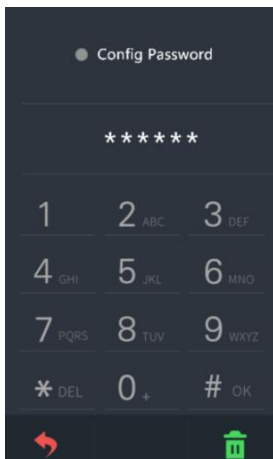 Config Password
******
1 2 ABC 3 DEF
4 GHI 5 JKL 6 MNO
7 PQRS 8 TUV 9 WXYZ
* DEL 0 + # OK